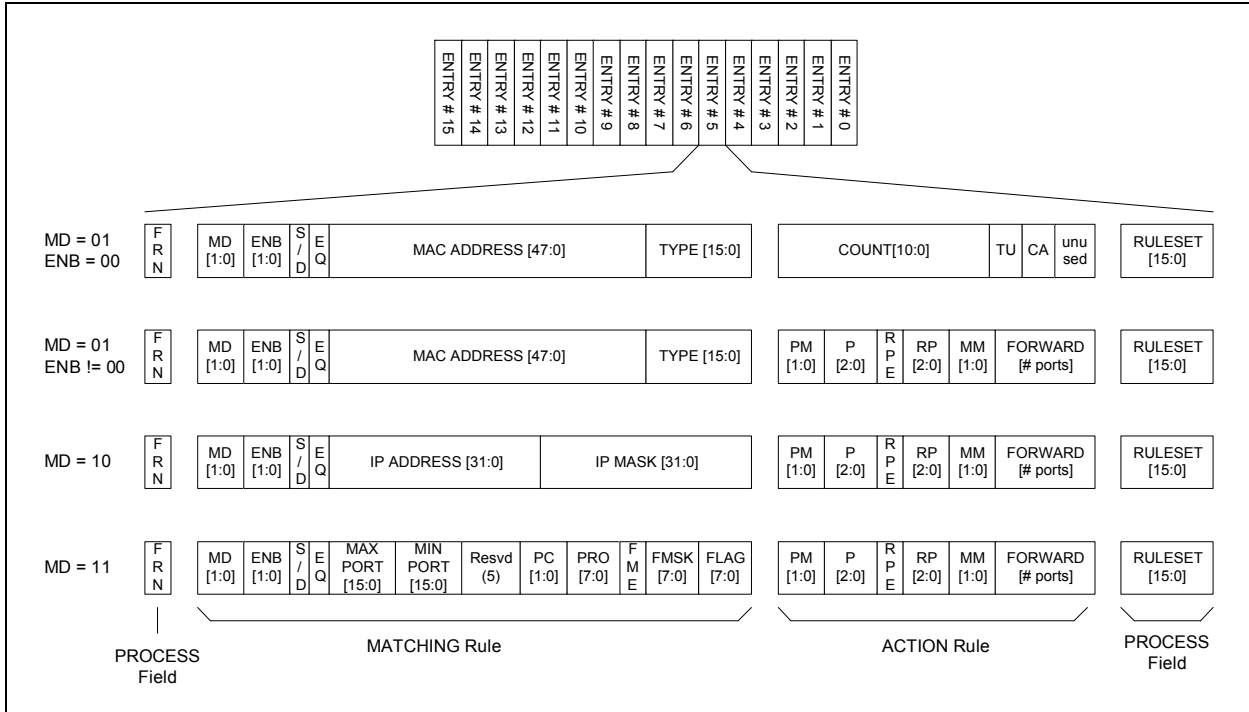 ENTRY # 15
ENTRY # 14
ENTRY # 13
ENTRY # 12
ENTRY # 11
ENTRY # 10
ENTRY # 9
ENTRY # 8
ENTRY # 7
ENTRY # 6
ENTRY # 5
ENTRY # 4
ENTRY # 3
ENTRY # 2
ENTRY # 1
ENTRY # 0
MD = 01
ENB = 00
F
R
N
MD
[1:0]
ENB
[1:0]
S
/
D
E
Q
MAC ADDRESS [47:0]
TYPE [15:0]
COUNT[10:0]
TU
CA
unu
sed
RULESET
[15:0]
MD = 01
ENB != 00
F
R
N
MD
[1:0]
ENB
[1:0]
S
/
D
E
Q
MAC ADDRESS [47:0]
TYPE [15:0]
PM
[1:0]
P
[2:0]
R
P
E
RP
[2:0]
MM
[1:0]
FORWARD
[# ports]
RULESET
[15:0]
MD = 10
F
R
N
MD
[1:0]
ENB
[1:0]
S
/
D
E
Q
IP ADDRESS [31:0]
IP MASK [31:0]
PM
[1:0]
P
[2:0]
R
P
E
RP
[2:0]
MM
[1:0]
FORWARD
[# ports]
RULESET
[15:0]
MD = 11
F
R
N
MD
[1:0]
ENB
[1:0]
S
/
D
E
Q
MAX
PORT
[15:0]
MIN
PORT
[15:0]
Resvd
(5)
PC
[1:0]
PRO
[7:0]
F
M
E
FMSK
[7:0]
FLAG
[7:0]
PM
[1:0]
P
[2:0]
R
P
E
RP
[2:0]
MM
[1:0]
FORWARD
[# ports]
RULESET
[15:0]
PROCESS
Field
MATCHING Rule
ACTION Rule
PROCESS
Field